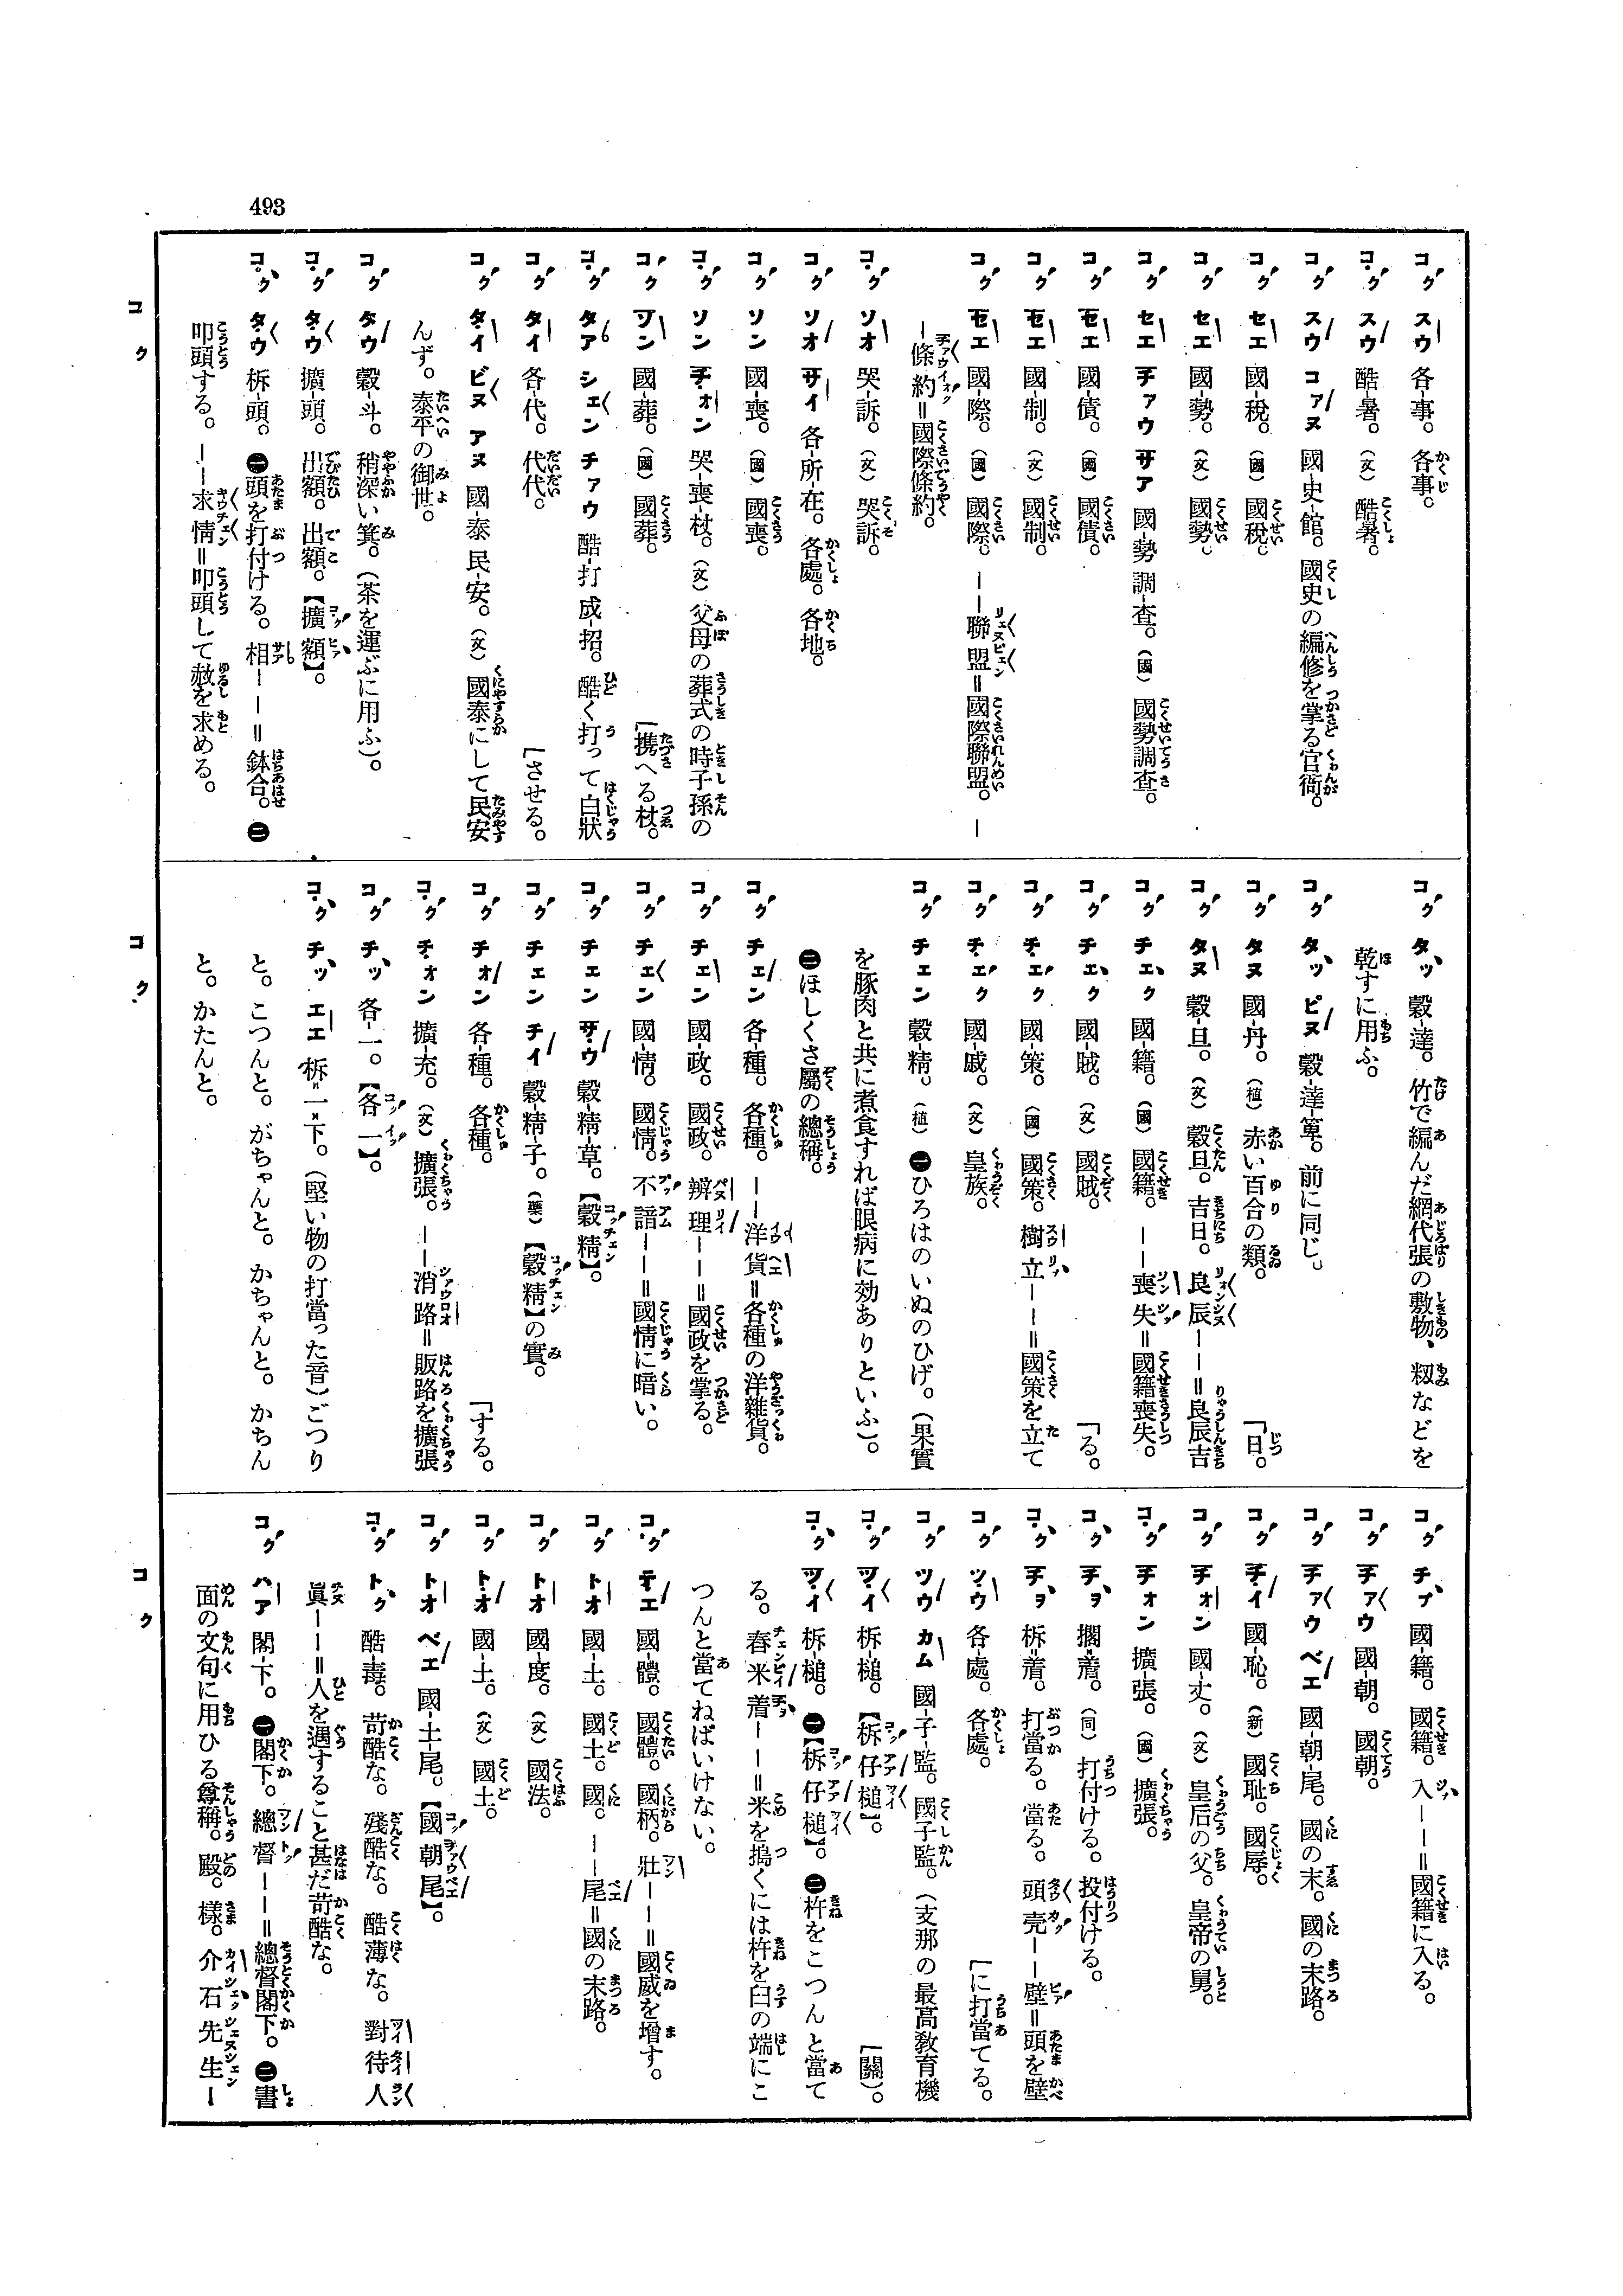 493
コク スウ 各-事。各事。
コク スウ 酷-暑。(文)酷暑。
コク スウ コァヌ 國-史-館。國史の編修を掌る官衙。
コク セエ 國-稅。(國)國稅。
コク セエ 國-勢。(文)國勢。
コク セエ チァウ サア 國-勢 調-查。(國)國勢調查。
コク セエ 國-債。(國)國債。
コク セエ 國-制。(文)國制。
コク セエ 國-際。(國)國際。――聯盟=國際聯盟。―
―條約=國際條約。
コク ソオ 哭-訴。(文)哭訴。
コク ソオ サイ 各-所-在。各處。各地。
コク ソン 國-喪。(國)國喪。
コク ソン チォン 哭-喪-杖。(文)父母の葬式の時子孫の
コク ソン 國-葬。(國)國葬。「携へる杖。
コク タア シェン チァウ 酷-打 成-招。酷く打って白狀
コク タイ 各-代。代代。「させる。
コク タイ ビヌ アヌ 國-泰 民-安。(文)國泰にして民安
んず。泰平の御世。
コク タウ 穀-斗。稍深い箕。(茶を運ぶに用ふ)。
コク タウ 擴-頭。出額。出額。【擴額】。
コク タウ 柝-頭。㊀頭を打付ける。相――=鉢合。㊁
叩頭する。――求情=叩頭して赦を求める。
コク タッ 穀-達。竹で編んだ網代張の敷物、籾などを
乾すに用ふ。
コク タッ ピヌ 穀-達-箄。前に同じ。
コク タヌ 國-丹。(植)赤い百合の類。「日。
コク タヌ 穀-旦。(文)穀旦。吉日。良辰――=良辰吉
コク チェク 國-籍。(國)國籍。――喪失=國籍喪失。
コク チェク 國-賊。(文)國賊。「る。
コク チェク 國-策。(國)國策。樹立――=國策を立て
コク チェク 國-戚。(文)皇族。
コク チェン 穀-精。(植)㊀ひろはのいぬのひげ。(果實
を豚肉と共に煮食すれば眼病に効ありといふ)。
㊁ほしくさ屬の總稱。
コク チェン 各-種。各種。――洋貨=各種の洋雜貨。
コク チェン 國-政。國政。辨理――=國政を掌る。
コク チェン 國-情。國情。不諳――=國情に暗い。
コク チェン サウ 穀-精-草。【穀精】。
コク チェン チイ 穀-精-子。(藥)【穀精】の實。
コク チォン 各-種。各種。「する。
コク チォン 擴-充。(文)擴張。――消路=販路を擴張
コク チッ 各-一。【各一】。
コク チッ エエ 柝-一-下。(堅い物の打當った音)ごつり
と。こつんと。がちゃんと。かちゃんと。かちん
と。かたんと。
コク チプ 國-籍。國籍。入――=國籍に入る。
コク チァウ 國-朝。國朝。
コク チァウ ベエ 國-朝-尾。國の末。國の末路。
コク チイ 國-恥。(新)國耻。國辱。
コク チォン 國-丈。(文)皇后の父。皇帝の舅。
コク チォン 擴-張。(國)擴張。
コク チヲ 擱-着。(同)打付ける。投付ける。
コク チヲ 柝-着。打當る。當る。頭壳――壁=頭を壁
コク ツウ 各-處。各處。「に打當てる。
コク ツウ カム 國-子-監。國子監。(支那の最高敎育機
コク ツイ 柝-槌。【柝仔槌】。「關)。
コク ツイ 柝-槌。㊀【柝仔槌】。㊁杵をこつんと當て
る。舂米着――=米を搗くには杵を臼の端にこ
つんと當てねばいけない。
コク テエ 國-體。國體。國柄。壯――=國威を增す。
コク トオ 國-土。國土。國。――尾=國の末路。
コク トオ 國-度。(文)國法。
コク トオ 國-土。(文)國土。
コク トオ ベエ 國-土-尾。【國朝尾】。
コク トク 酷-毒。苛酷な。殘酷な。酷薄な。對待人
眞――=人を遇すること甚だ苛酷な。
コク ハア 閣-下。㊀閣下。總督――=總督閣下。㊁書
面の文句に用ひる尊稱。殿。樣。介石先生―
コク
コク
コク